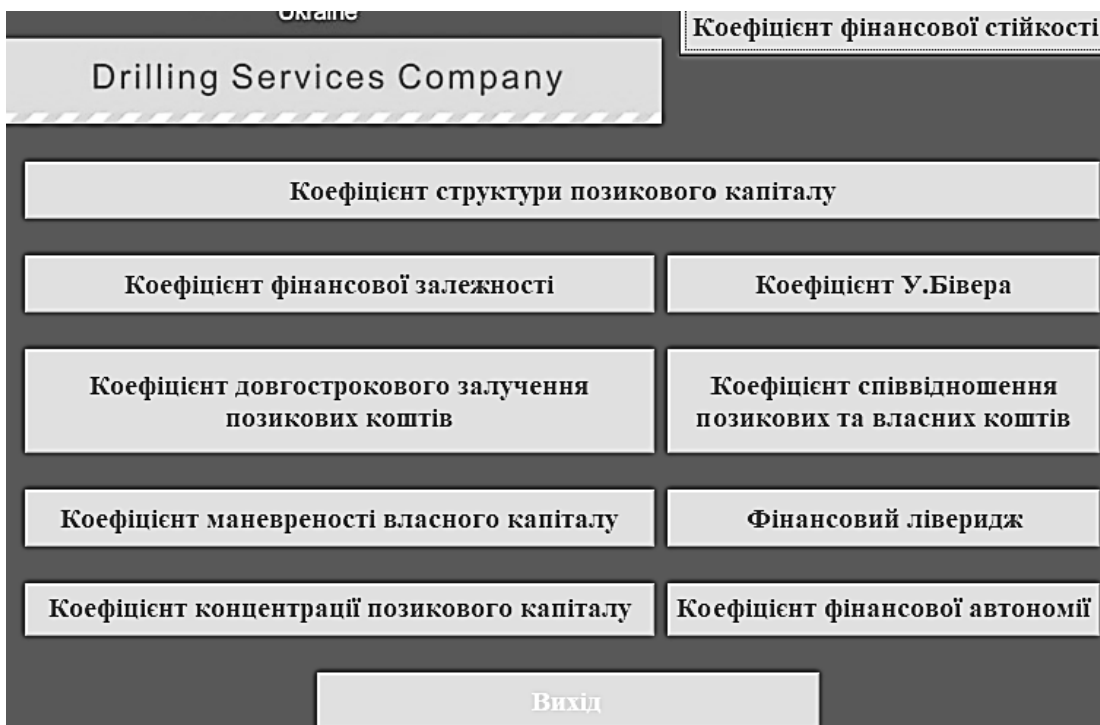 Ukraine
Коефіцієнт фінансової стійкості
Drilling Services Company
Коефіцієнт структури позикового капіталу
Коефіцієнт фінансової залежності
Коефіцієнт У.Бівера
Коефіцієнт довгострокового залучення
позикових коштів
Коефіцієнт співвідношення
позикових та власних коштів
Коефіцієнт маневреності власного капіталу
Фінансовий ліверидж
Коефіцієнт концентрації позикового капіталу
Коефіцієнт фінансової автономії
Вихід